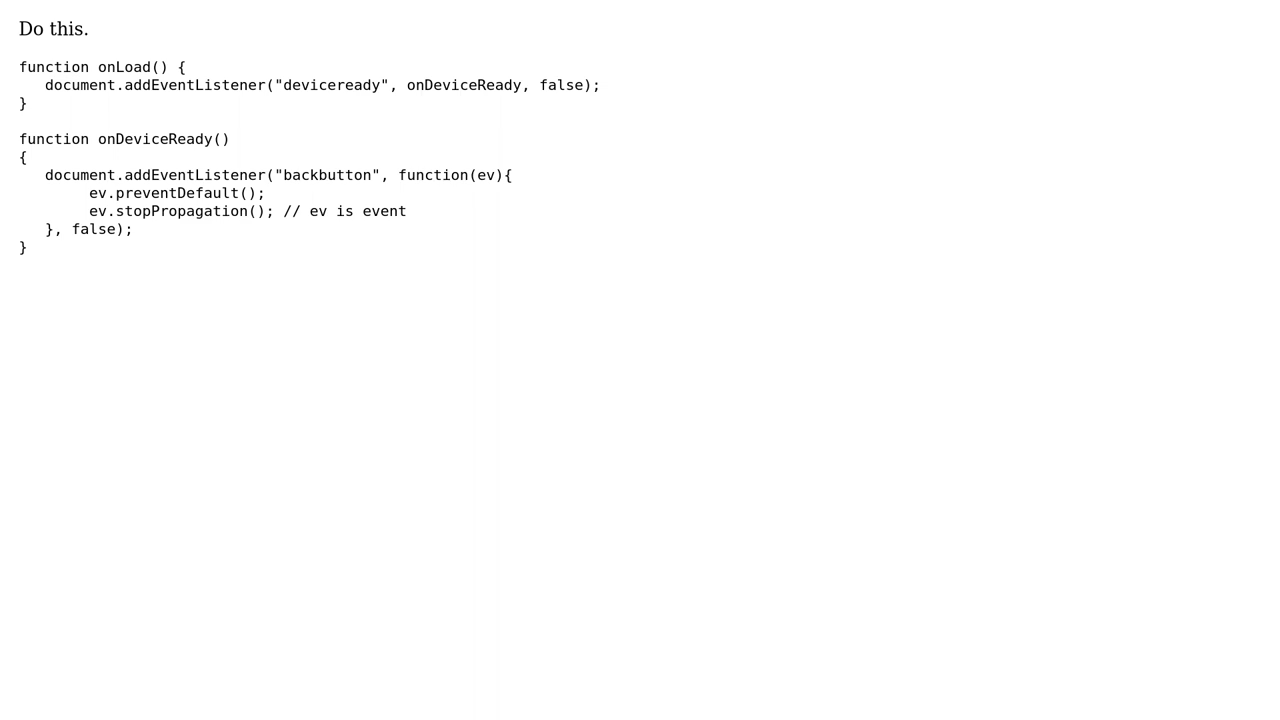 Do this.
function onLoad() {
   document.addEventListener("deviceready", onDeviceReady, false);
}
function onDeviceReady()
{
   document.addEventListener("backbutton", function(ev){
        ev.preventDefault();
        ev.stopPropagation(); // ev is event
   }, false);
}